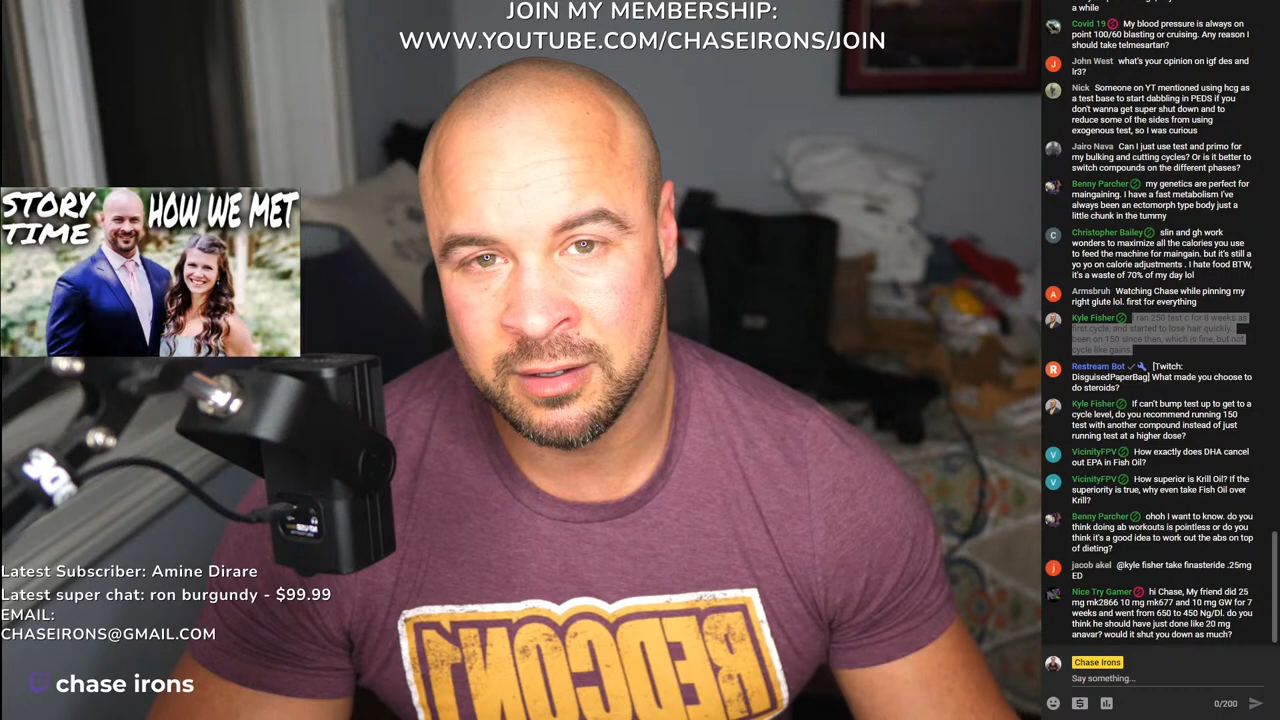 JOIN MY MEMBERSHIP:
WWW.YOUTUBE.COM/CHASEIRONS/JOIN
STORY TIME
HOW WE MET
REDCON1
Latest Subscriber: Amine Dirare
Latest super chat: ron burgundy - $99.99
EMAIL:
CHASEIRONS@GMAIL.COM
chase irons
a while
Covid 19 My blood pressure is always on
point 100/60 blasting or cruising. Any reason I
should take telmesartan?
John West what's your opinion on igf des and
lr3?
Nick Someone on YT mentioned using hcg as
a test base to start dabbling in PEDS if you
don't wanna get super shut down and to
reduce some of the sides from using
exogenous test, so I was curious
Jairo Nava Can I just use test and primo for
my bulking and cutting cycles? Or is it better to
switch compounds on the different phases?
Benny Parcher my genetics are perfect for
maingaining. I have a fast metabolism I've
always been an ectomorph type body just a
little chunk in the tummy
Christopher Bailey slin and gh work
wonders to maximize all the calories you use
to feed the machine for maingain. but it's still a
yo yo on calorie adjustments . I hate food BTW,
it's a waste of 70% of my day lol
Armsbruh Watching Chase while pinning my
right glute lol. first for everything
Kyle Fisher I ran 250 test c for 8 weeks as
first cycle, and started to lose hair quickly..
been on 150 since then, which is fine, but not
cycle like gains.
Restream Bot [Twitch:
DisguisedPaperBag] What made you choose to
do steroids?
Kyle Fisher If can't bump test up to get to a
cycle level, do you recommend running 150
test with another compound instead of just
running test at a higher dose?
VicinityFPV How exactly does DHA cancel
out EPA in Fish Oil?
VicinityFPV How superior is Krill Oil? If the
superiority is true, why even take Fish Oil over
Krill?
Benny Parcher ohoh I want to know. do you
think doing ab workouts is pointless or do you
think it's a good idea to work out the abs on top
of dieting?
jacob akel @kyle fisher take finasteride .25mg
ED
Nice Try Gamer hi Chase, My friend did 25
mg mk2866 10 mg mk677 and 10 mg GW for 7
weeks and went from 650 to 450 Ng/Dl. do you
think he should have just done like 20 mg
anavar? would it shut you down as much?
Chase Irons
Say something...
0/200